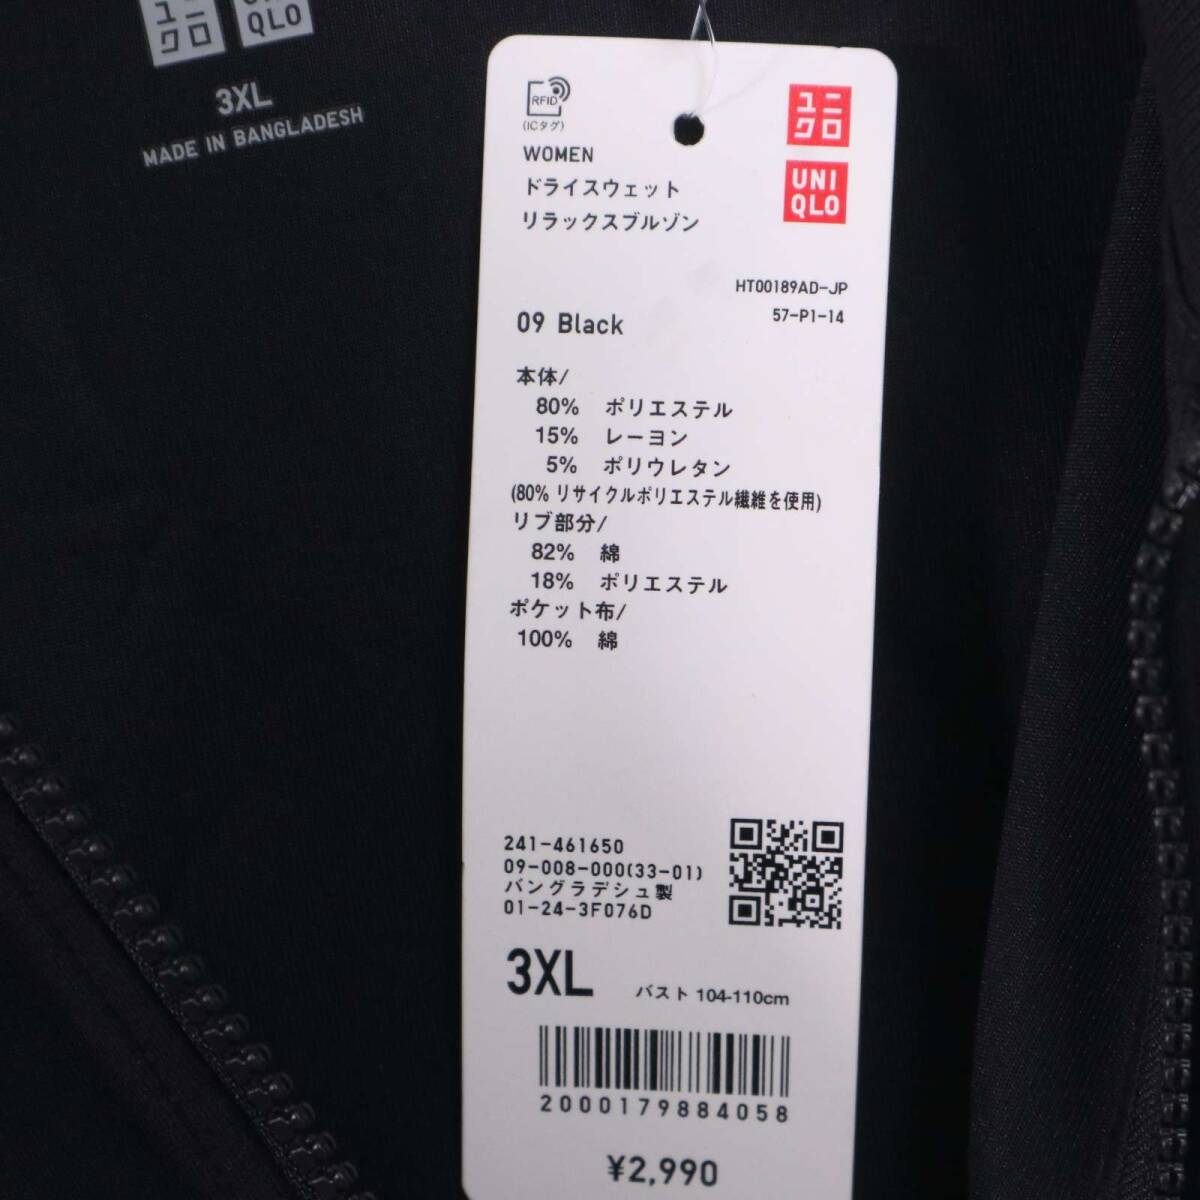 ユニ
クロ
QLO
3XL
MADE IN BANGLADESH
RFID
(ICタグ)
WOMEN
ドライスウェット
リラックスブルゾン
ユニ
クロ
UNI
QLO
HT00189AD-JP
57-P1-14
09 Black
本体/
80% ポリエステル
15% レーヨン
5% ポリウレタン
(80% リサイクルポリエステル繊維を使用)
リブ部分/
82% 綿
18% ポリエステル
ポケット布/
100% 綿
241-461650
09-008-000(33-01)
バングラデシュ製
01-24-3F076D
3XL バスト 104-110cm
2000179884058
¥2,990